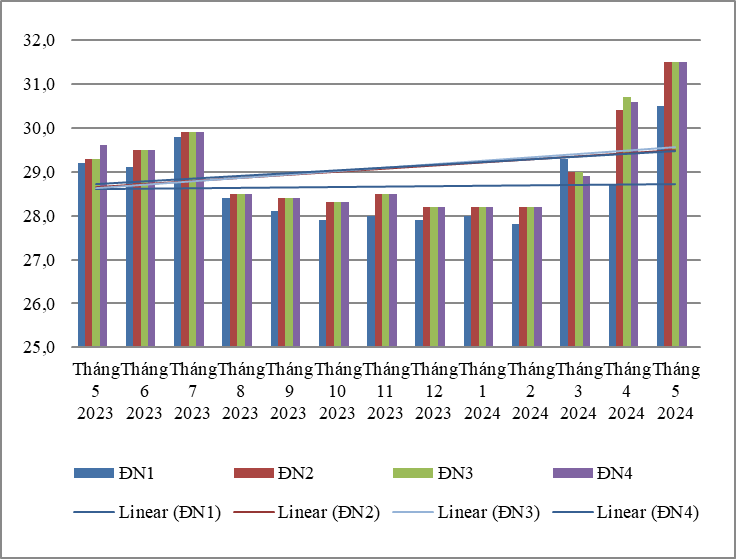 32,0
31,0
30,0
29,0
28,0
27,0
26,0
25,0
Tháng Tháng Tháng Tháng Tháng Tháng Tháng Tháng Tháng Tháng Tháng Tháng Tháng
5 6 7 8 9 10 11 12 1 2 3 4 5
2023 2023 2023 2023 2023 2023 2023 2023 2024 2024 2024 2024 2024
ĐN1 ĐN2 ĐN3 ĐN4
Linear (ĐN1) Linear (ĐN2) Linear (ĐN3) Linear (ĐN4)